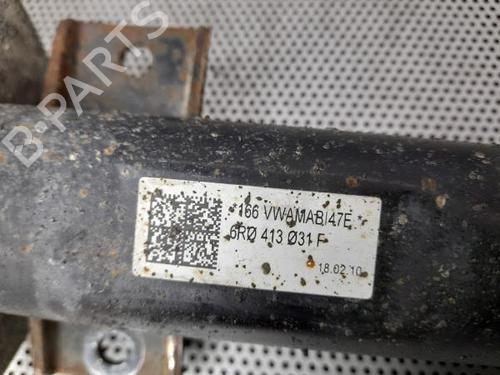 B-PARTS
*166 VWAMABI47E*
6RØ 413 Ø31 F
18.02.10